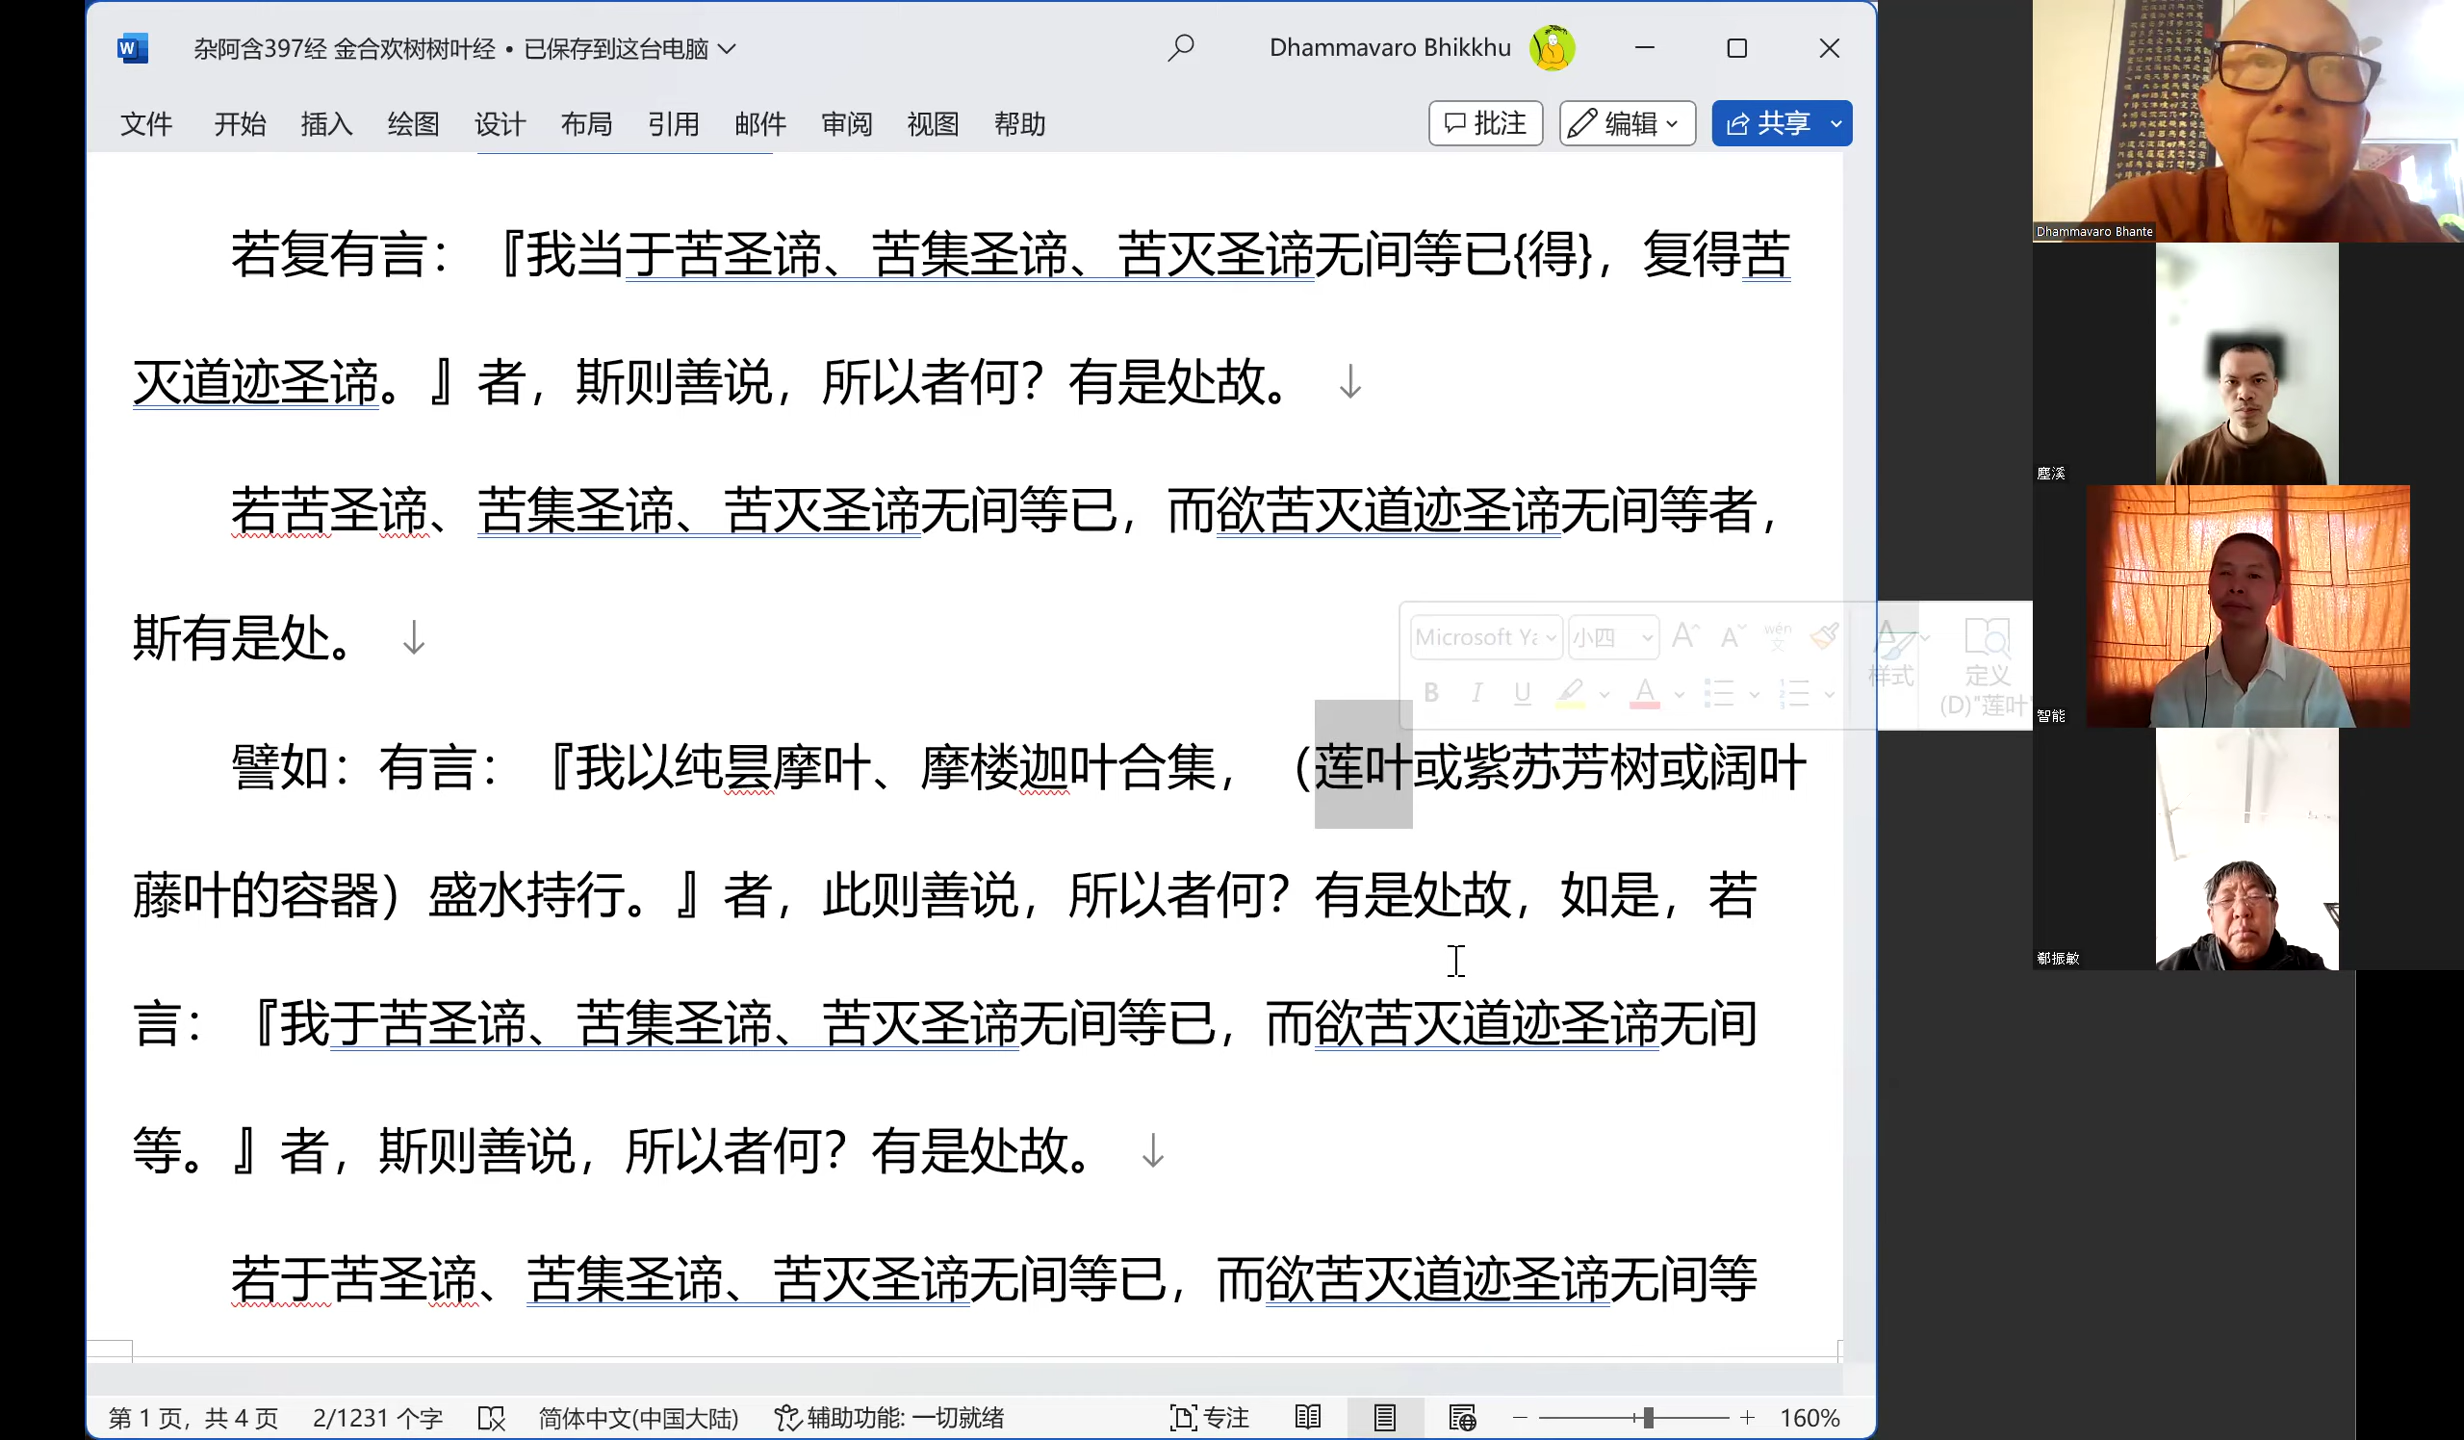 杂阿含397经 金合欢树树叶经 • 已保存到这台电脑
Dhammavaro Bhikkhu
文件 开始 插入 绘图 设计 布局 引用 邮件 审阅 视图 帮助
批注 编辑 共享
若复有言：『我当于苦圣谛、苦集圣谛、苦灭圣谛无间等已{得}，复得苦
灭道迹圣谛。』者，斯则善说，所以者何？有是处故。↓
若苦圣谛、苦集圣谛、苦灭圣谛无间等已，而欲苦灭道迹圣谛无间等者，
斯有是处。↓
譬如：有言：『我以纯昙摩叶、摩楼迦叶合集，（莲叶或紫苏芳树或阔叶
藤叶的容器）盛水持行。』者，此则善说，所以者何？有是处故，如是，若
言：『我于苦圣谛、苦集圣谛、苦灭圣谛无间等已，而欲苦灭道迹圣谛无间
等。』者，斯则善说，所以者何？有是处故。↓
若于苦圣谛、苦集圣谛、苦灭圣谛无间等已，而欲苦灭道迹圣谛无间等
Microsoft Ya 小四 A A wén 文
B I U A 样式 定义
(D)"莲叶
第 1 页，共 4 页 2/1231 个字 简体中文(中国大陆) 辅助功能: 一切就绪 专注 160%
Dhammavaro Bhante
塵溪
智能
郗振敏